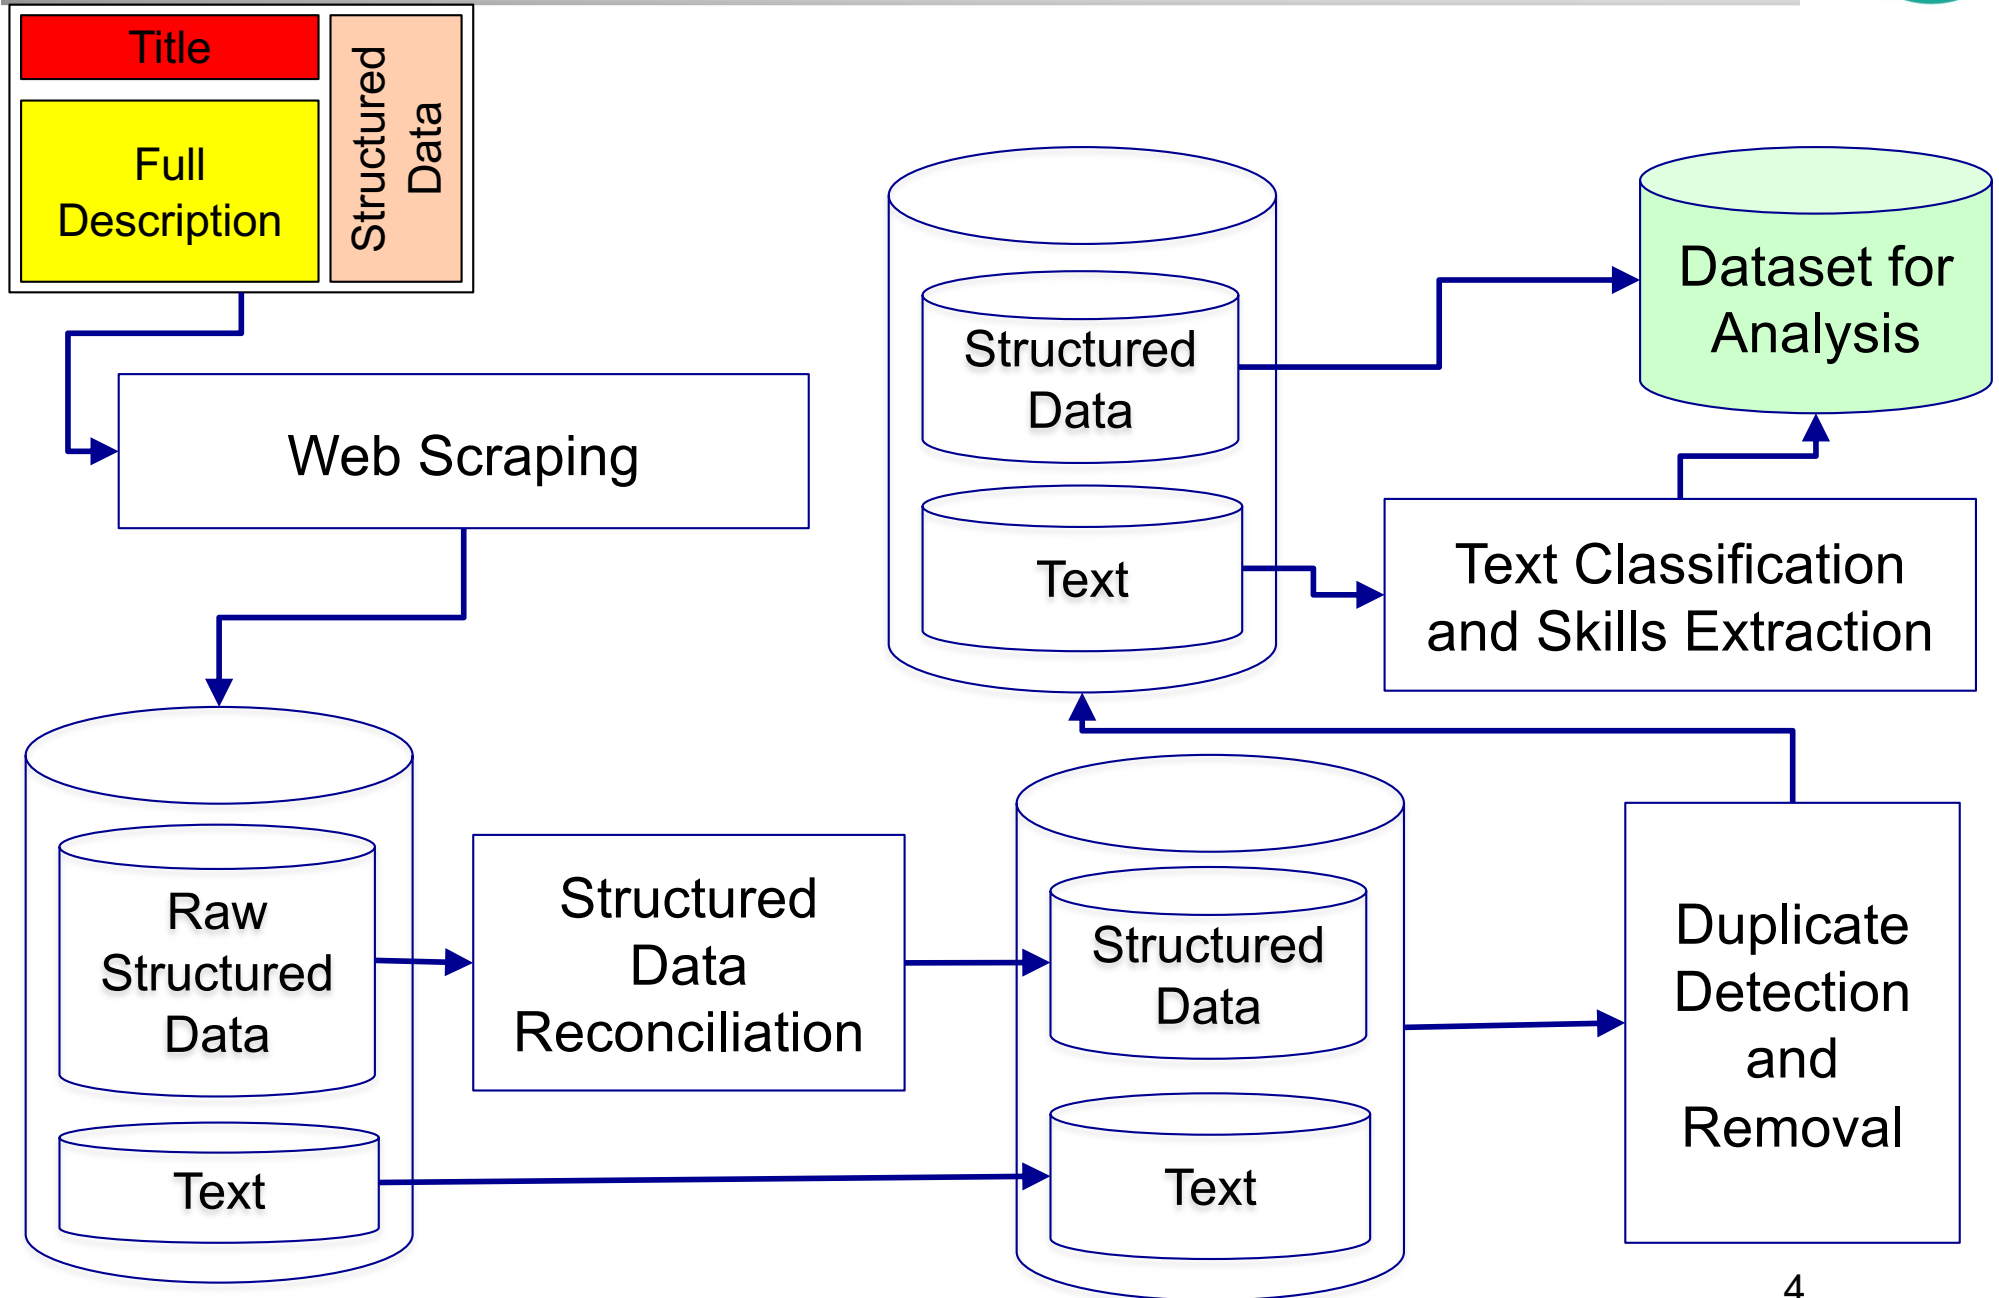 Title
Full
Description
Structured
Data
Web Scraping
Raw
Structured
Data
Text
Structured
Data
Reconciliation
Structured
Data
Text
Duplicate
Detection
and
Removal
Structured
Data
Text
Text Classification
and Skills Extraction
Dataset for
Analysis
4